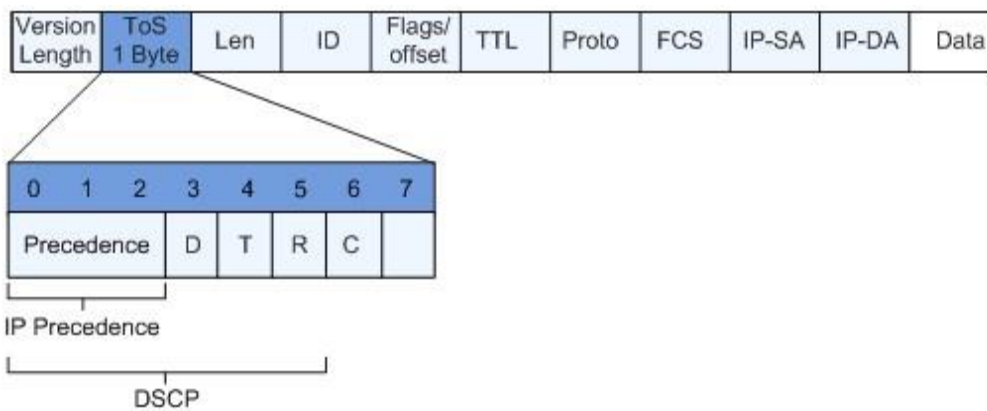 Version Length
ToS 1 Byte
Len
ID
Flags/ offset
TTL
Proto
FCS
IP-SA
IP-DA
Data
0 1 2 3 4 5 6 7
Precedence D T R C
IP Precedence
DSCP